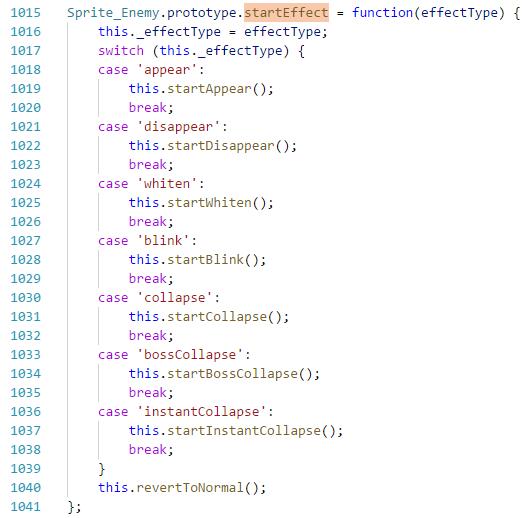 1015 Sprite_Enemy.prototype.startEffect = function(effectType) {
1016     this._effectType = effectType;
1017     switch (this._effectType) {
1018     case 'appear':
1019         this.startAppear();
1020         break;
1021     case 'disappear':
1022         this.startDisappear();
1023         break;
1024     case 'whiten':
1025         this.startWhiten();
1026         break;
1027     case 'blink':
1028         this.startBlink();
1029         break;
1030     case 'collapse':
1031         this.startCollapse();
1032         break;
1033     case 'bossCollapse':
1034         this.startBossCollapse();
1035         break;
1036     case 'instantCollapse':
1037         this.startInstantCollapse();
1038         break;
1039     }
1040     this.revertToNormal();
1041 };